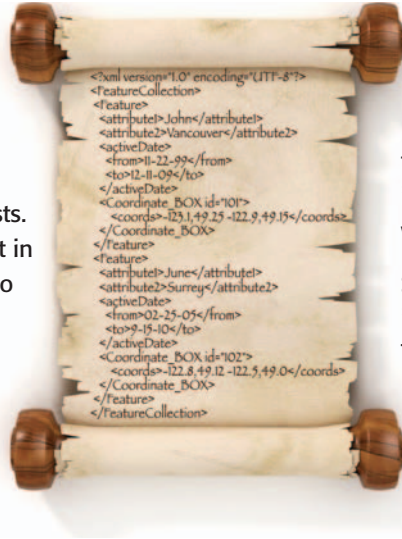 <?xml version="1.0" encoding="UTF-8"?>
<FeatureCollection>
<Feature>
<attribute1>John</attribute1>
<attribute2>Vancouver</attribute2>
<activeDate>
<from>11-22-99</from>
<to>12-11-09</to>
</activeDate>
<Coordinate_BOX id="101">
<coords>-123.1,49.25 -122.9,49.15</coords>
</Coordinate_BOX>
</Feature>
<Feature>
<attribute1>June</attribute1>
<attribute2>Surrey</attribute2>
<activeDate>
<from>02-25-05</from>
<to>9-15-10</to>
</activeDate>
<Coordinate_BOX id="102">
<coords>-122.8,49.12 -122.5,49.0</coords>
</Coordinate_BOX>
</Feature>
</FeatureCollection>
t in